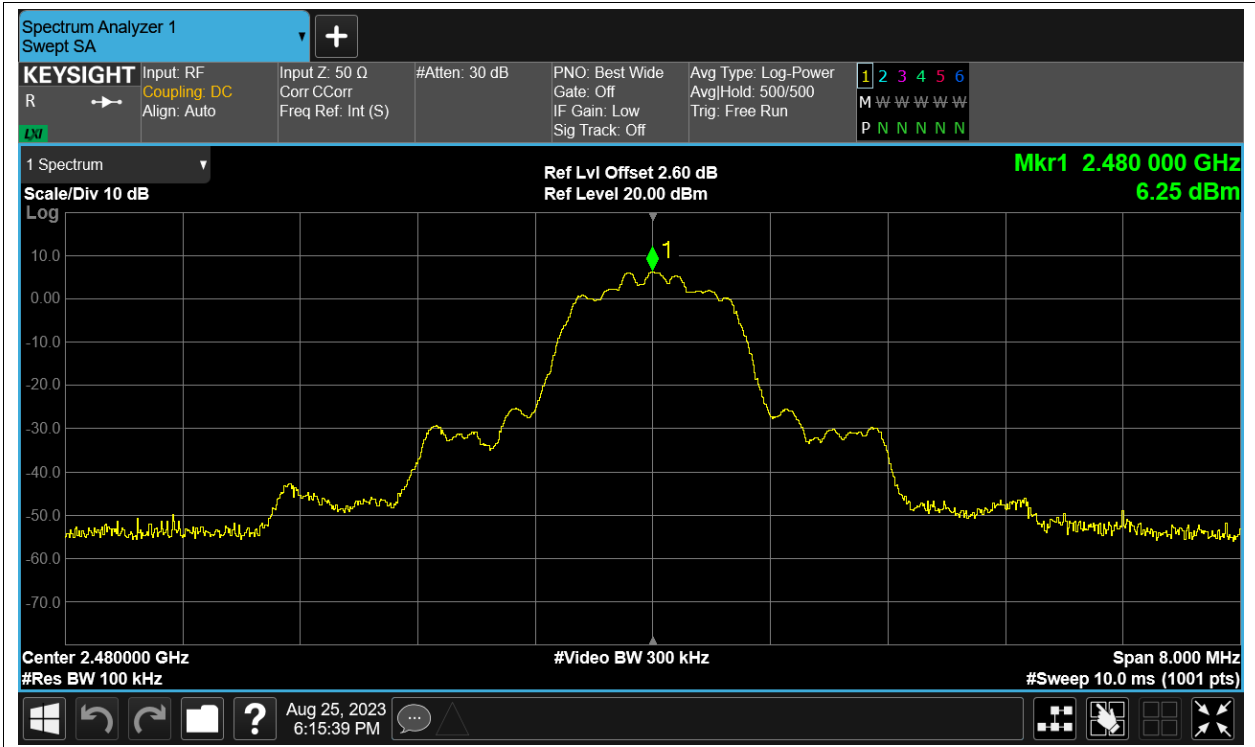 Spectrum Analyzer 1
Swept SA
KEYSIGHT Input: RF Input Z: 50 Ω #Atten: 30 dB PNO: Best Wide Avg Type: Log-Power 1 2 3 4 5 6
R Coupling: DC Corr CCorr Gate: Off Avg|Hold: 500/500 M W W W W W
Align: Auto Freq Ref: Int (S) IF Gain: Low Trig: Free Run
LXI Sig Track: Off P N N N N N
1 Spectrum Ref Lvl Offset 2.60 dB Mkr1 2.480 000 GHz
Scale/Div 10 dB Ref Level 20.00 dBm 6.25 dBm
Log
1
10.0
0.00
-10.0
-20.0
-30.0
-40.0
-50.0
-60.0
-70.0
Center 2.480000 GHz #Video BW 300 kHz Span 8.000 MHz
#Res BW 100 kHz #Sweep 10.0 ms (1001 pts)
? Aug 25, 2023
6:15:39 PM